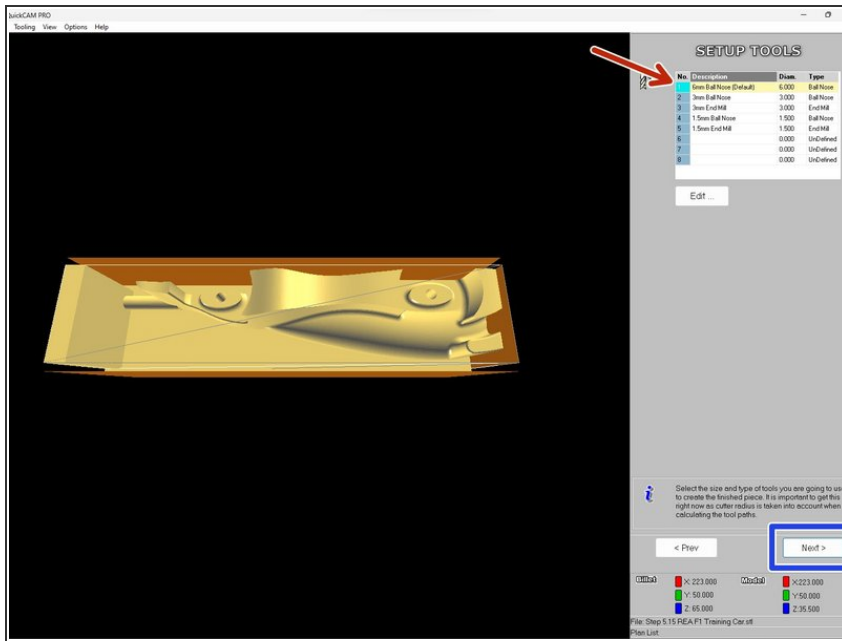 QuickCAM PRO
Tooling View Options Help
SETUP TOOLS
No. Description Diam. Type
1 6mm Ball Nose (Default) 6.000 Ball Nose
2 3mm Ball Nose 3.000 Ball Nose
3 3mm End Mill 3.000 End Mill
4 1.5mm Ball Nose 1.500 Ball Nose
5 1.5mm End Mill 1.500 End Mill
6 0.000 UnDefined
7 0.000 UnDefined
8 0.000 UnDefined
Edit ...
Select the size and type of tools you are going to us
to create the finished piece. It is important to get this
right now as cutter radius is taken into account when
calculating the tool paths.
< Prev Next >
Billet X: 223.000 Model X:223.000
Y: 50.000 Y:50.000
Z: 65.000 Z:35.500
File: Step 5.15 REA F1 Training Car.stl
Plan List